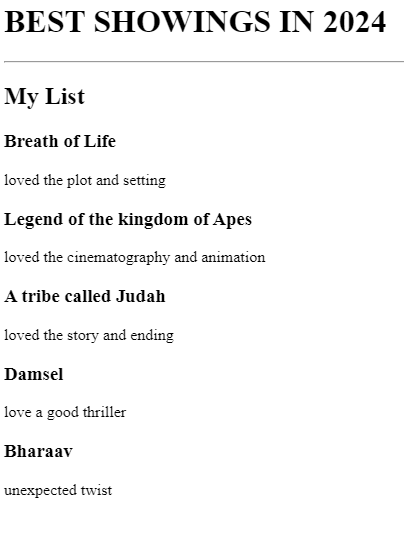 BEST SHOWINGS IN 2024
My List
Breath of Life
loved the plot and setting
Legend of the kingdom of Apes
loved the cinematography and animation
A tribe called Judah
loved the story and ending
Damsel
love a good thriller
Bharaav
unexpected twist